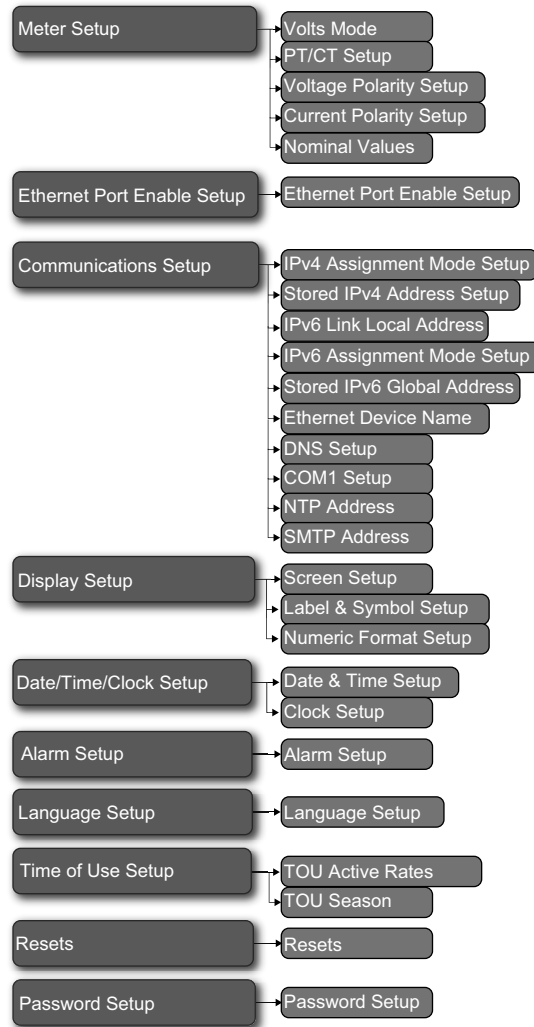 Meter Setup
Volts Mode
PT/CT Setup
Voltage Polarity Setup
Current Polarity Setup
Nominal Values
Ethernet Port Enable Setup
Ethernet Port Enable Setup
Communications Setup
IPv4 Assignment Mode Setup
Stored IPv4 Address Setup
IPv6 Link Local Address
IPv6 Assignment Mode Setup
Stored IPv6 Global Address
Ethernet Device Name
DNS Setup
COM1 Setup
NTP Address
SMTP Address
Display Setup
Screen Setup
Label & Symbol Setup
Numeric Format Setup
Date/Time/Clock Setup
Date & Time Setup
Clock Setup
Alarm Setup
Alarm Setup
Language Setup
Language Setup
Time of Use Setup
TOU Active Rates
TOU Season
Resets
Resets
Password Setup
Password Setup